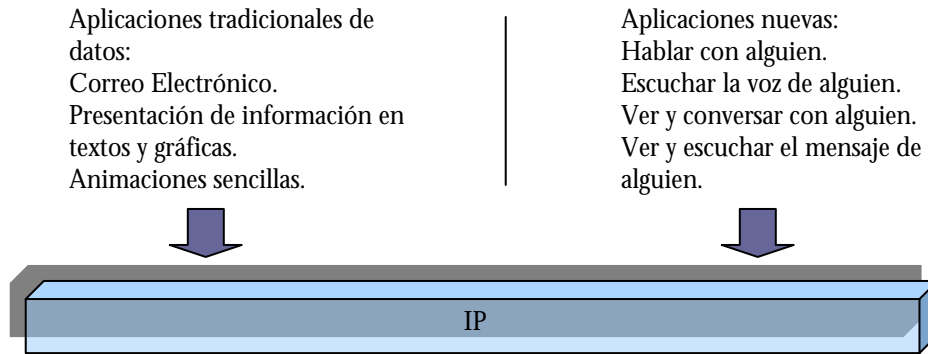 Aplicaciones tradicionales de
datos:
Correo Electrónico.
Presentación de información en
textos y gráficas.
Animaciones sencillas.
Aplicaciones nuevas:
Hablar con alguien.
Escuchar la voz de alguien.
Ver y conversar con alguien.
Ver y escuchar el mensaje de
alguien.
IP